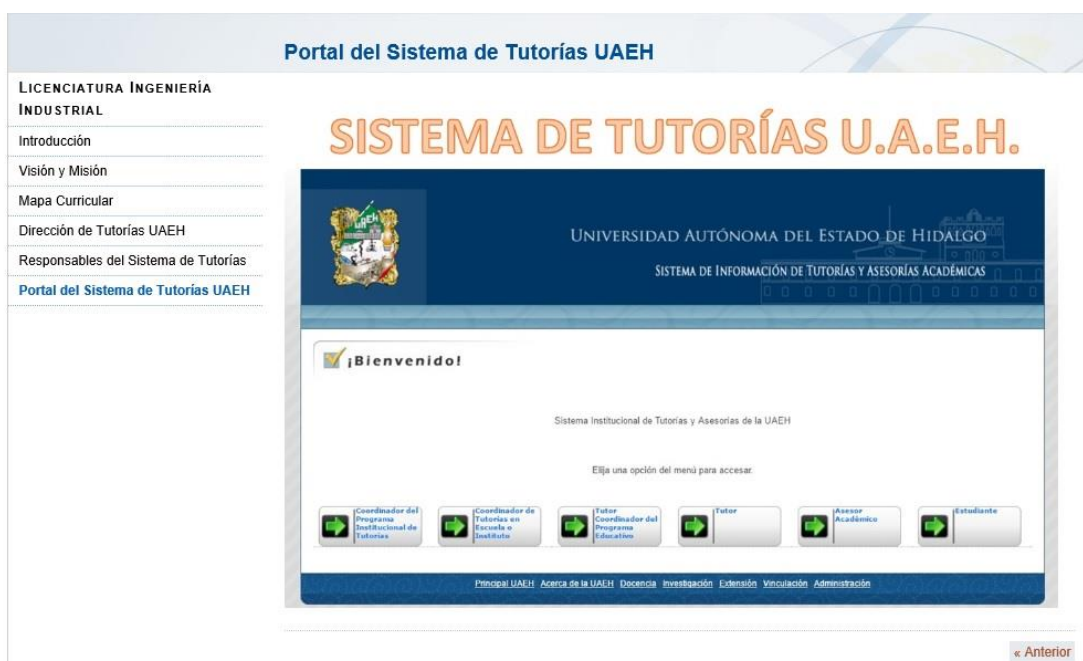 Portal del Sistema de Tutorías UAEH
LICENCIATURA INGENIERÍA
INDUSTRIAL
Introducción
Visión y Misión
Mapa Curricular
Dirección de Tutorías UAEH
Responsables del Sistema de Tutorías
Portal del Sistema de Tutorías UAEH
SISTEMA DE TUTORÍAS U.A.E.H.
UAEH
UNIVERSIDAD AUTÓNOMA DEL ESTADO DE HIDALGO
SISTEMA DE INFORMACIÓN DE TUTORÍAS Y ASESORÍAS ACADÉMICAS
¡Bienvenido!
Sistema Institucional de Tutorías y Asesorías de la UAEH
Elija una opción del menú para accesar.
Coordinador del
Programa
Institucional de
Tutorías
Coordinador de
Tutorías en
Escuela o
Instituto
Tutor
Coordinador del
Programa
Educativo
Tutor
Asesor
Académico
Estudiante
Principal UAEH Acerca de la UAEH Docencia Investigación Extensión Vinculación Administración
« Anterior